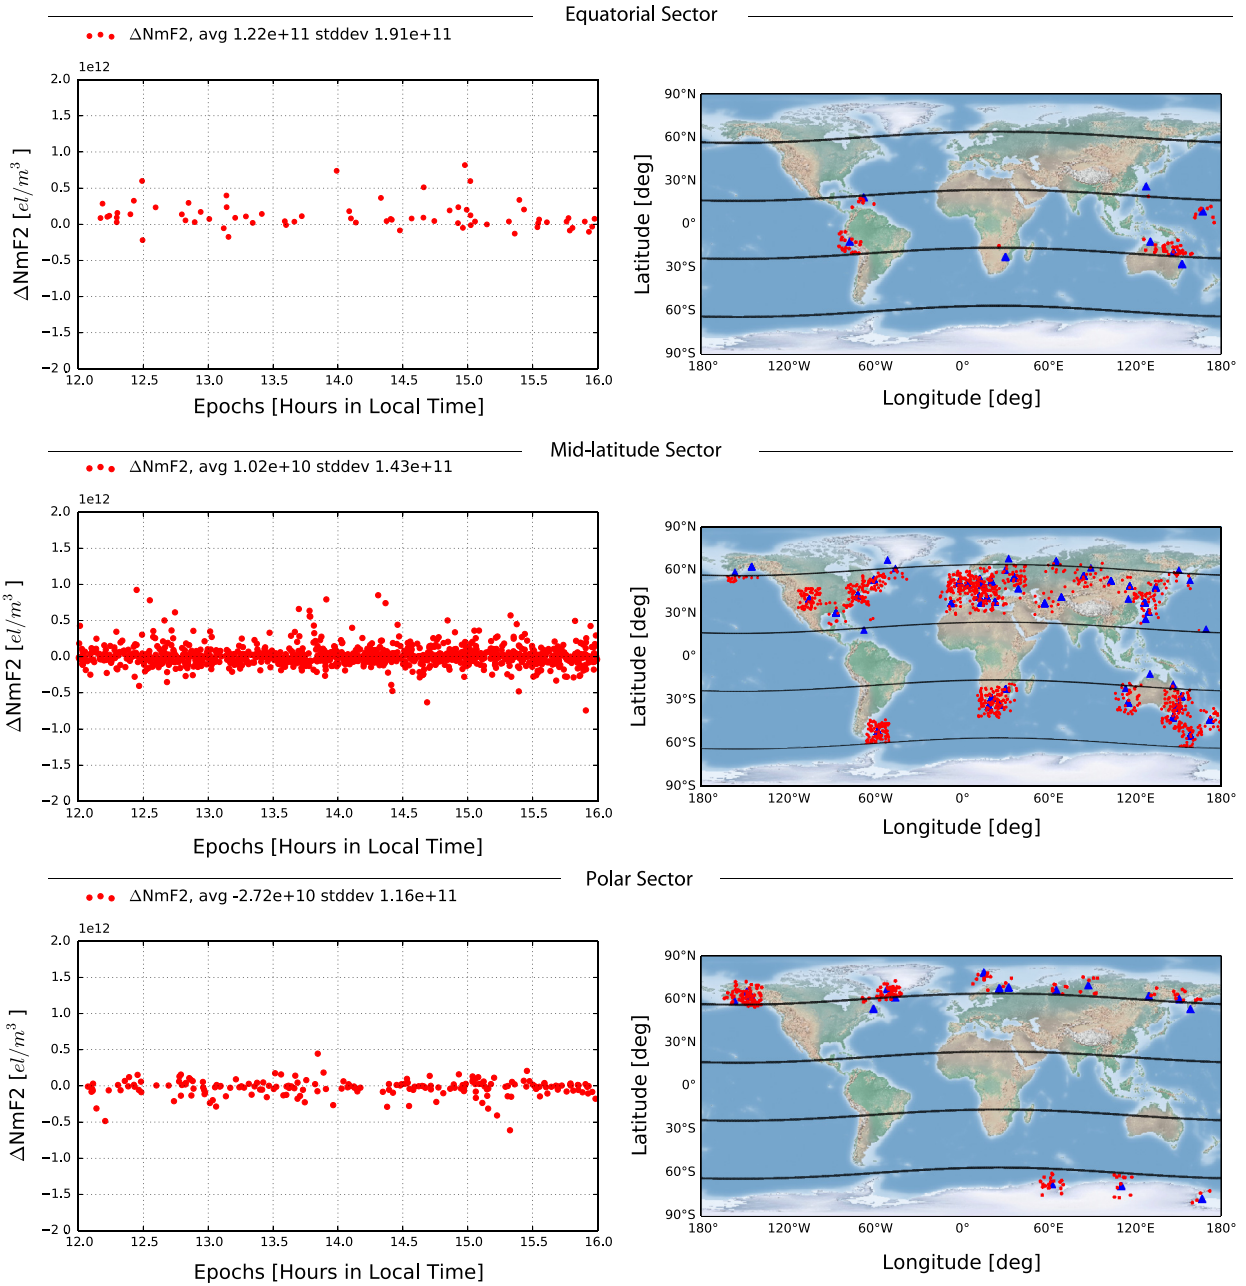 Equatorial Sector
ΔNmF2, avg 1.22e+11 stddev 1.91e+11
1e12
2.0
1.5
1.0
0.5
0.0
−0.5
−1.0
−1.5
−2 0
ΔNmF2 [el/m³ ]
12.0 12.5 13.0 13.5 14.0 14.5 15.0 15.5 16.0
Epochs [Hours in Local Time]
90°N
60°N
30°N
0°
30°S
60°S
90°S
Latitude [deg]
180° 120°W 60°W 0° 60°E 120°E 180°
Longitude [deg]
Mid-latitude Sector
ΔNmF2, avg 1.02e+10 stddev 1.43e+11
1e12
2.0
1.5
1.0
0.5
0.0
−0.5
−1.0
−1.5
−2 0
ΔNmF2 [el/m³ ]
12.0 12.5 13.0 13.5 14.0 14.5 15.0 15.5 16.0
Epochs [Hours in Local Time]
90°N
60°N
30°N
0°
30°S
60°S
90°S
Latitude [deg]
180° 120°W 60°W 0° 60°E 120°E 180°
Longitude [deg]
Polar Sector
ΔNmF2, avg -2.72e+10 stddev 1.16e+11
1e12
2.0
1.5
1.0
0.5
0.0
−0.5
−1.0
−1.5
−2 0
ΔNmF2 [el/m³ ]
12.0 12.5 13.0 13.5 14.0 14.5 15.0 15.5 16.0
Epochs [Hours in Local Time]
90°N
60°N
30°N
0°
30°S
60°S
90°S
Latitude [deg]
180° 120°W 60°W 0° 60°E 120°E 180°
Longitude [deg]